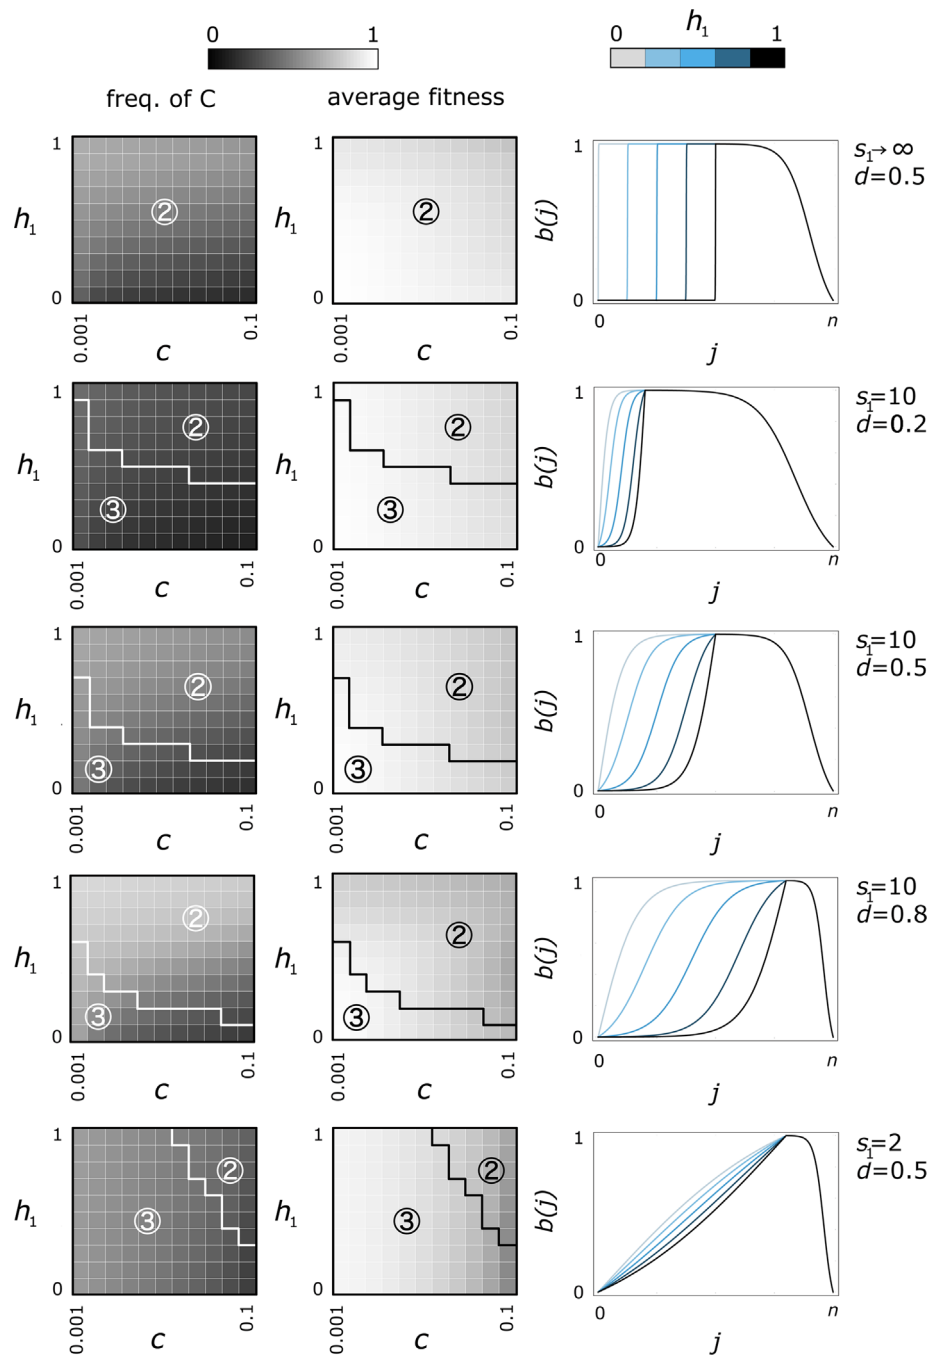 h₁
0 1
0 1
freq. of C
average fitness
1
h₁
②
0
0.001
0.1
c
1
h₁
②
0
0.001
0.1
c
1
b(j)
0
0
n
j
s₁→∞
d=0.5
1
h₁
②
③
0
0.001
0.1
c
1
h₁
②
③
0
0.001
0.1
c
1
b(j)
0
0
n
j
s₁=10
d=0.2
1
h₁
②
③
0
0.001
0.1
c
1
h₁
②
③
0
0.001
0.1
c
1
b(j)
0
0
n
j
s₁=10
d=0.5
1
h₁
②
③
0
0.001
0.1
c
1
h₁
②
③
0
0.001
0.1
c
1
b(j)
0
0
n
j
s₁=10
d=0.8
1
h₁
②
③
0
0.001
0.1
c
1
h₁
②
③
0
0.001
0.1
c
1
b(j)
0
0
n
j
s₁=2
d=0.5